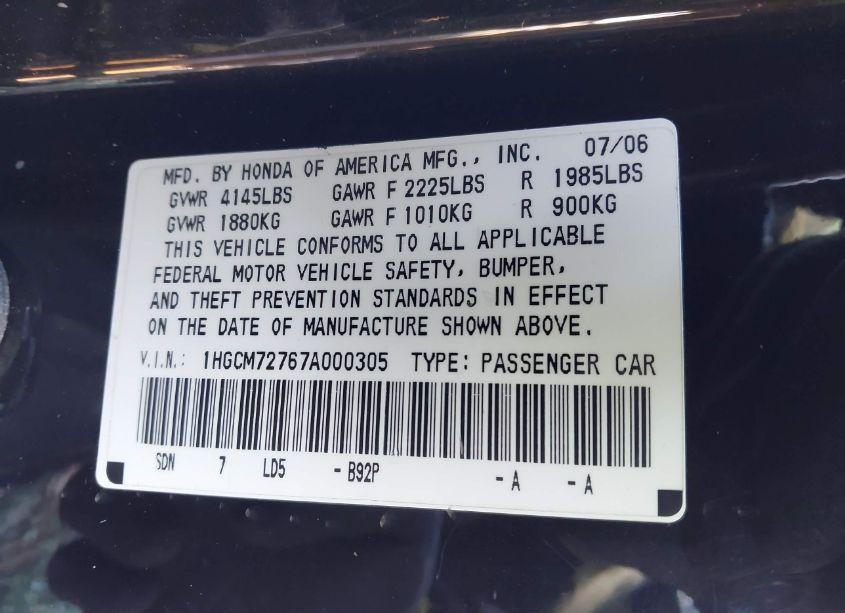 MFD. BY HONDA OF AMERICA MFG., INC. 07/06
GVWR 4145LBS GAWR F 2225LBS R 1985LBS
GVWR 1880KG GAWR F 1010KG R 900KG
THIS VEHICLE CONFORMS TO ALL APPLICABLE
FEDERAL MOTOR VEHICLE SAFETY, BUMPER,
AND THEFT PREVENTION STANDARDS IN EFFECT
ON THE DATE OF MANUFACTURE SHOWN ABOVE.
V.I.N.: 1HGCM72767A000305 TYPE: PASSENGER CAR
SDN 7 LD5 - B92P - A - A